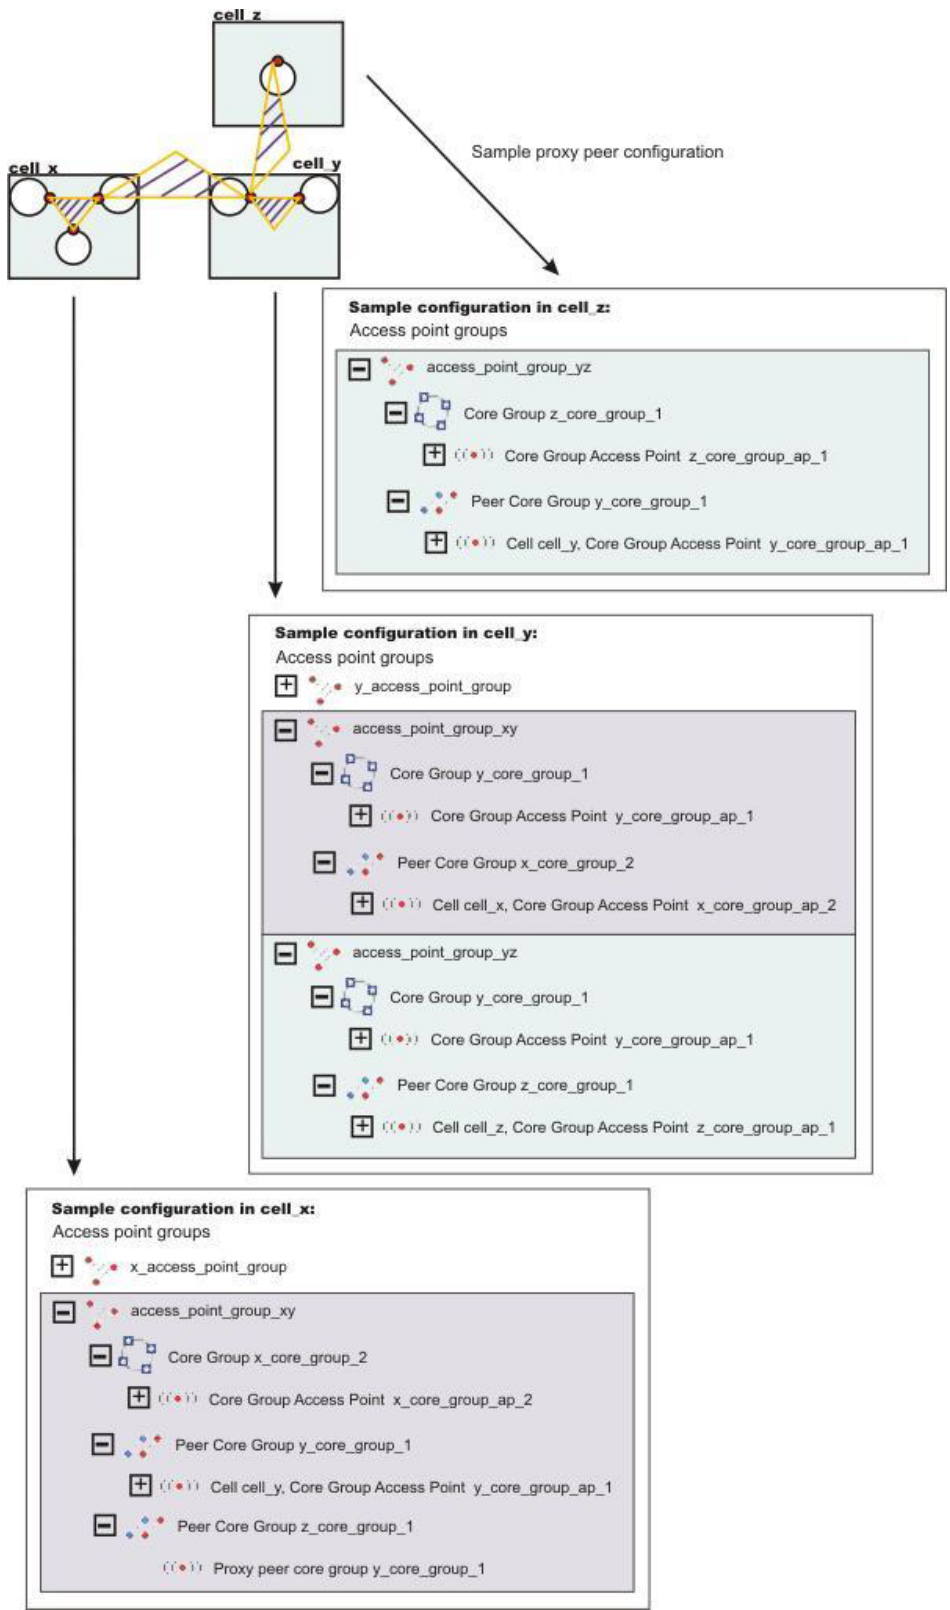 cell_z
cell_x
cell_y
Sample proxy peer configuration
Sample configuration in cell_z:
Access point groups
access_point_group_yz
Core Group z_core_group_1
Core Group Access Point z_core_group_ap_1
Peer Core Group y_core_group_1
Cell cell_y, Core Group Access Point y_core_group_ap_1
Sample configuration in cell_y:
Access point groups
y_access_point_group
access_point_group_xy
Core Group y_core_group_1
Core Group Access Point y_core_group_ap_1
Peer Core Group x_core_group_2
Cell cell_x, Core Group Access Point x_core_group_ap_2
access_point_group_yz
Core Group y_core_group_1
Core Group Access Point y_core_group_ap_1
Peer Core Group z_core_group_1
Cell cell_z, Core Group Access Point z_core_group_ap_1
Sample configuration in cell_x:
Access point groups
x_access_point_group
access_point_group_xy
Core Group x_core_group_2
Core Group Access Point x_core_group_ap_2
Peer Core Group y_core_group_1
Cell cell_y, Core Group Access Point y_core_group_ap_1
Peer Core Group z_core_group_1
Proxy peer core group y_core_group_1